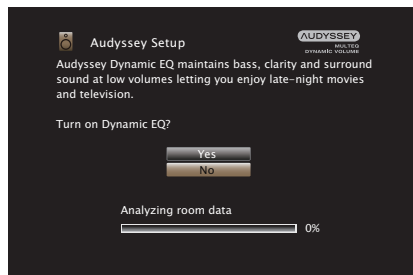 Audyssey Setup
AUDYSSEY
MULTEQ
DYNAMIC VOLUME
Audyssey Dynamic EQ maintains bass, clarity and surround
sound at low volumes letting you enjoy late-night movies
and television.
Turn on Dynamic EQ?
Yes
No
Analyzing room data
0%